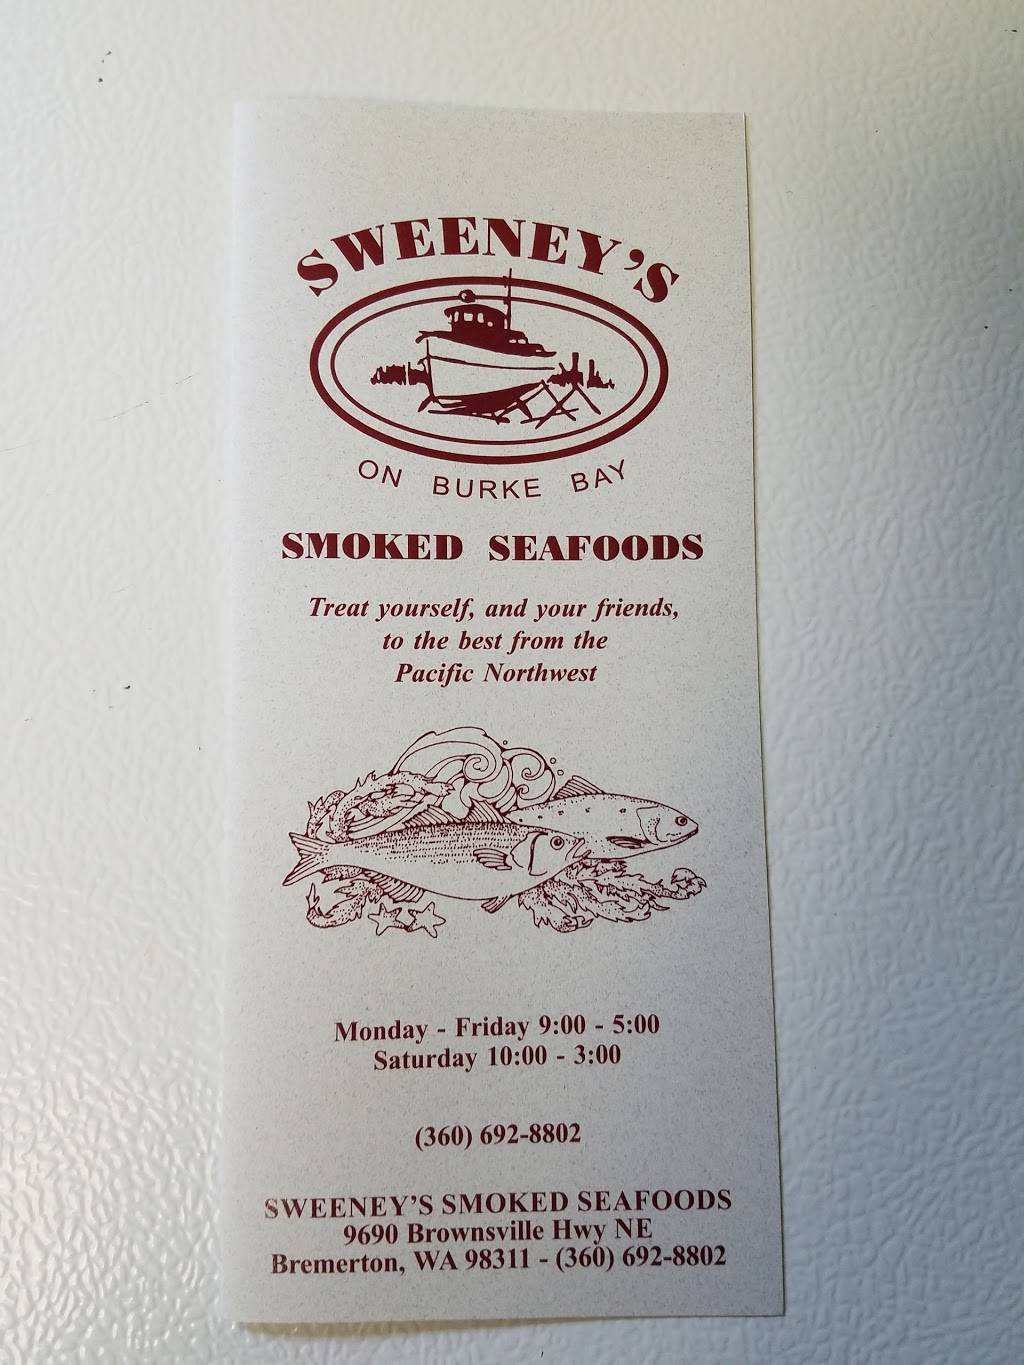 SWEENEY'S
ON BURKE BAY
SMOKED SEAFOODS
Treat yourself, and your friends,
to the best from the
Pacific Northwest
Monday - Friday 9:00 - 5:00
Saturday 10:00 - 3:00
(360) 692-8802
SWEENEY'S SMOKED SEAFOODS
9690 Brownsville Hwy NE
Bremerton, WA 98311 - (360) 692-8802